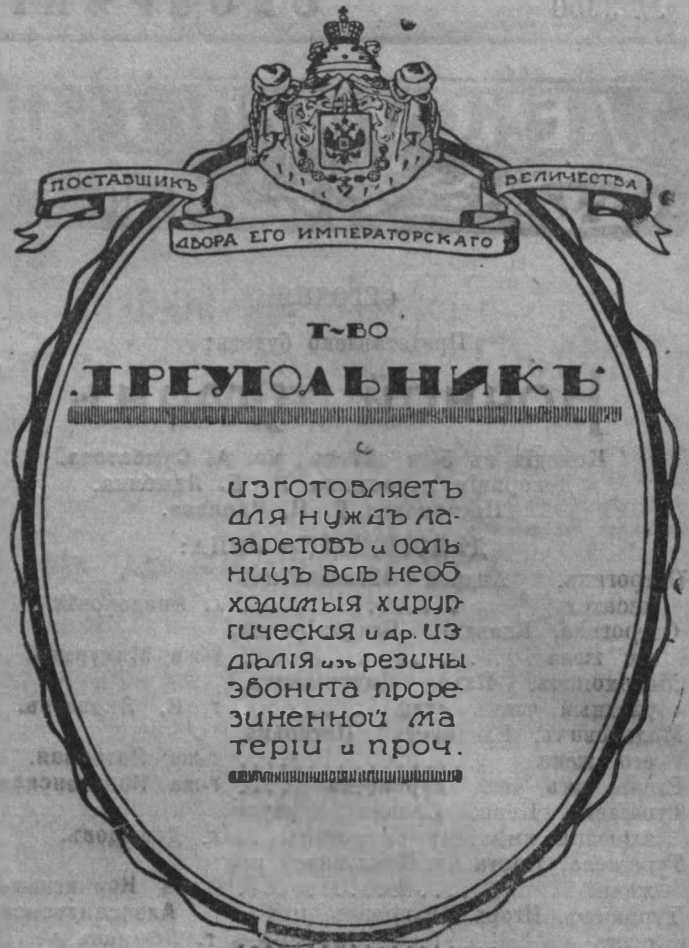 ПОСТАВЩИКЪ
ДВОРА ЕГО ИМПЕРАТОРСКАГО
ВЕЛИЧЕСТВА
Т-ВО
„ТРЕУГОЛЬНИКЪ"
ИЗГОТОВЛЯЕТЪ
ДЛЯ НУЖДЪ ЛА-
ЗАРЕТОВЪ И БОЛЬ
НИЦЪ ВСѢ НЕОБ
ХОДИМЫЯ ХИРУР-
ГИЧЕСКІЯ И ДР. ИЗ-
ДѢЛІЯ ИЗЪ РЕЗИНЫ
ЭБОНИТА ПРОРЕ-
ЗИНЕННОЙ МА
ТЕРІИ И ПРОЧ.